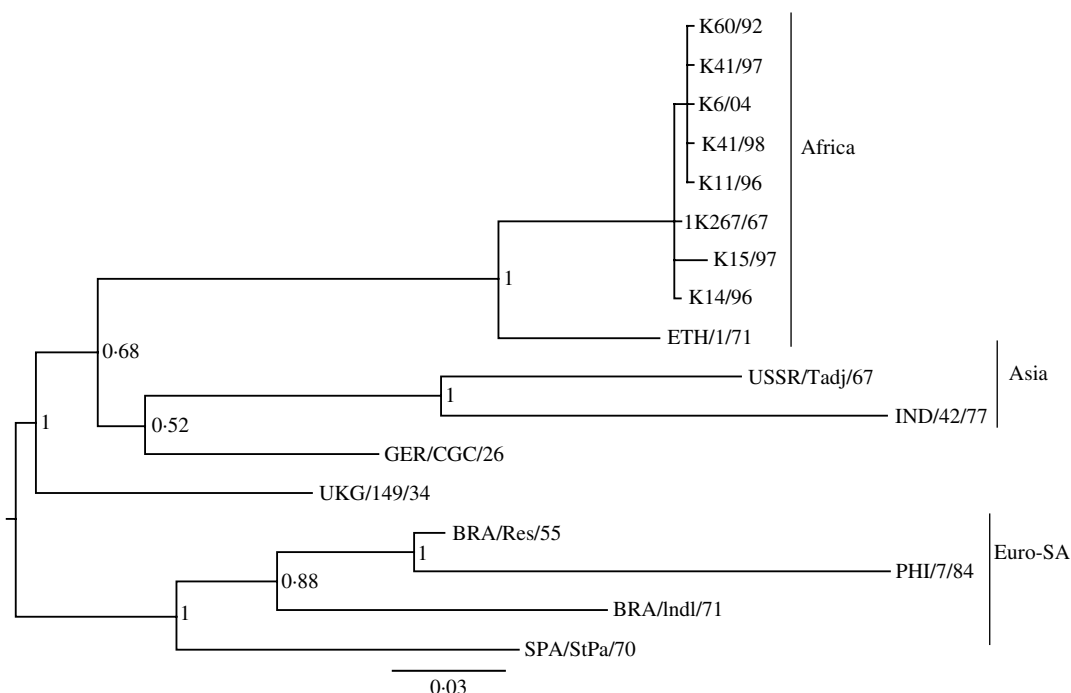 K60/92
K41/97
K6/04
K41/98
Africa
K11/96
1K267/67
K15/97
1
K14/96
ETH/1/71
0·68
USSR/Tadj/67
Asia
1
IND/42/77
1
0·52
GER/CGC/26
UKG/149/34
BRA/Res/55
Euro-SA
1
PHI/7/84
0·88
BRA/lndl/71
1
SPA/StPa/70
0·03